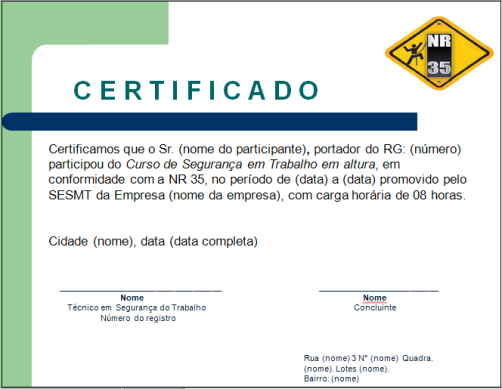 NR
35
CERTIFICADO
Certificamos que o Sr. (nome do participante), portador do RG: (número)
participou do Curso de Segurança em Trabalho em altura, em
conformidade com a NR 35, no período de (data) a (data) promovido pelo
SESMT da Empresa (nome da empresa), com carga horária de 08 horas.
Cidade (nome), data (data completa)
Nome
Técnico em Segurança do Trabalho
Número do registro
Nome
Concluinte
Rua (nome) 3 N° (nome) Quadra.
(nome). Lotes (nome).
Bairro: (nome)